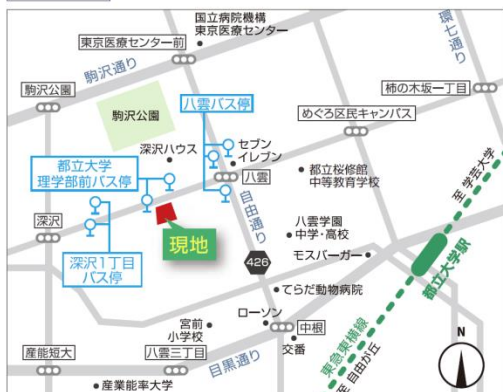 国立病院機構
東京医療センター
東京医療センター前
環七通り
駒沢通り
自由通り
駒沢公園
駒沢公園
八雲バス停
柿の木坂一丁目
めぐろ区民キャンパス
深沢ハウス
セブン
イレブン
八雲
都立大学
理学部前バス停
都立桜修館
中等教育学校
至 学芸大学
深沢
現地
自由通り
八雲学園
中学・高校
深沢1丁目
バス停
426
モスバーガー
都立大学駅
てらだ動物病院
宮前
小学校
ローソン
中根
交番
東急東横線
至 自由が丘
産能短大
八雲三丁目
目黒通り
産業能率大学
N